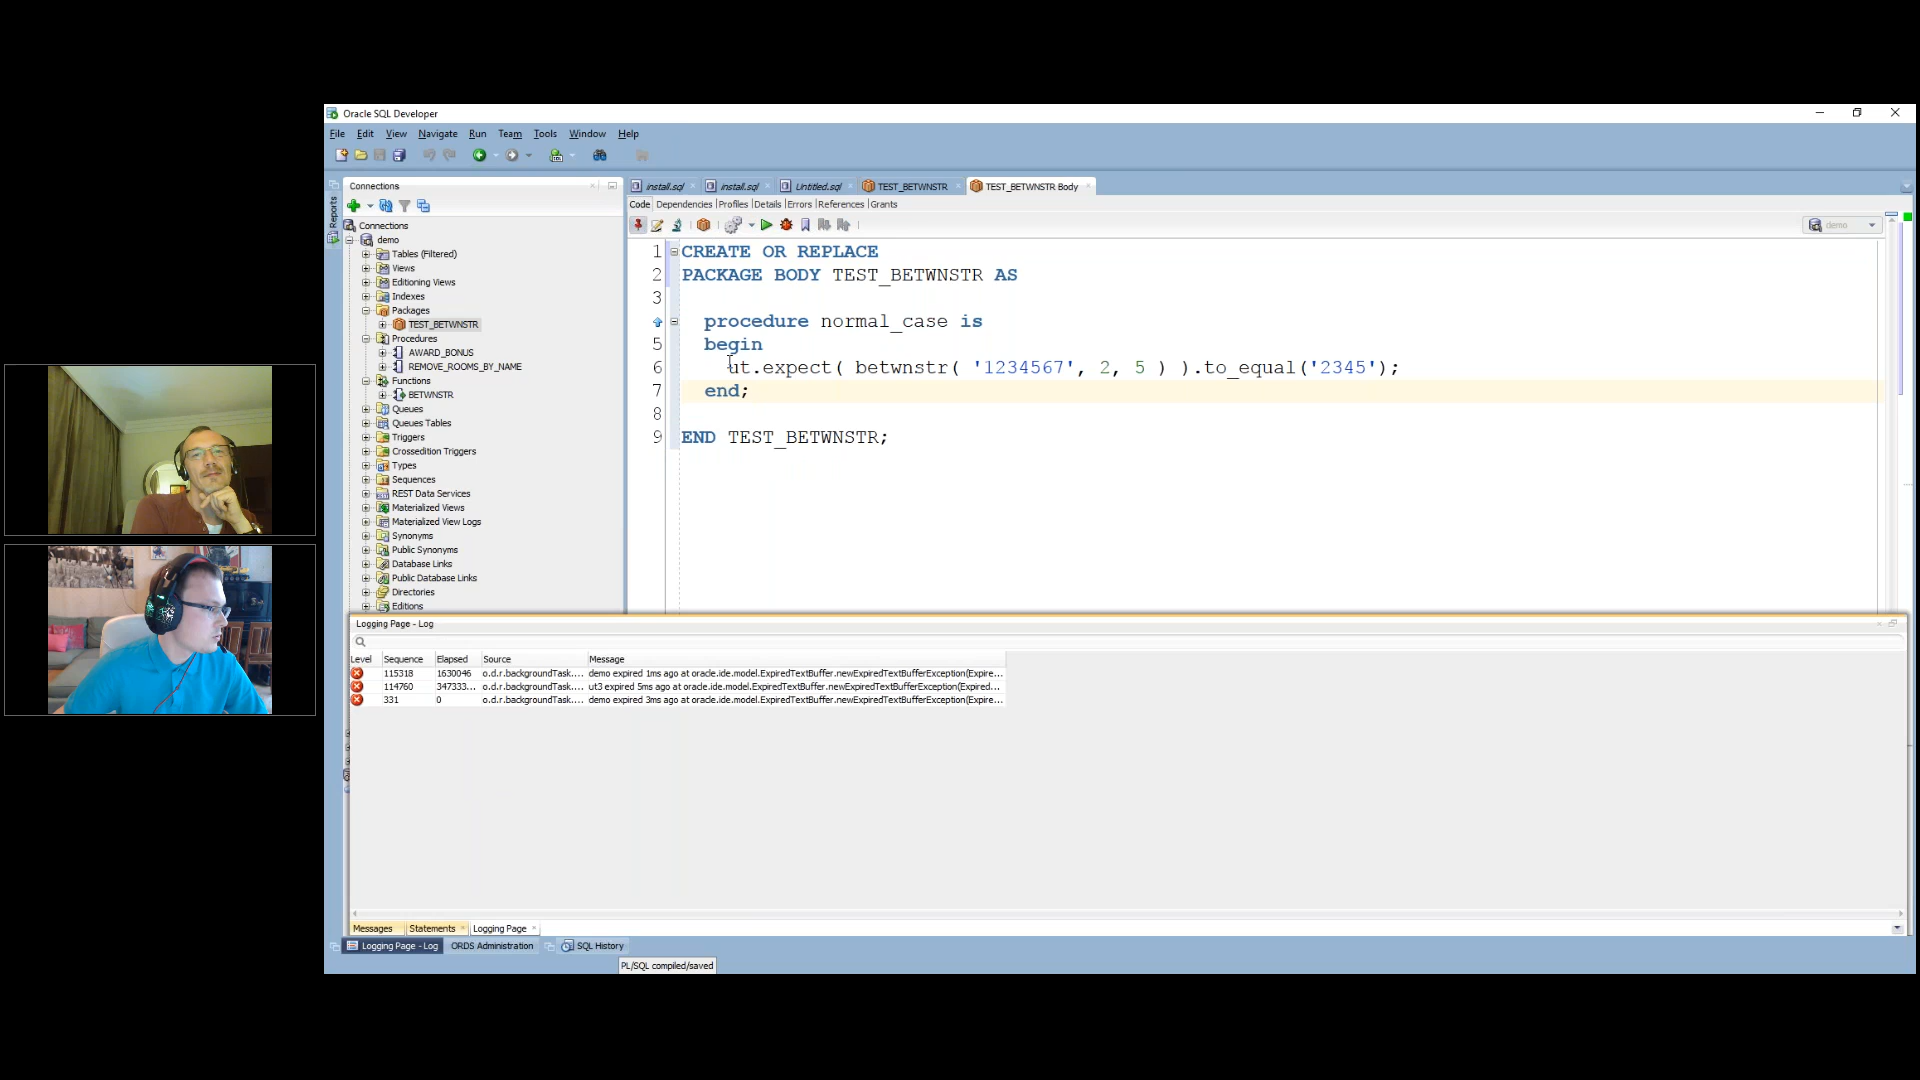 Oracle SQL Developer
File Edit View Navigate Run Team Tools Window Help
Connections
Reports
install.sql install.sql Untitled.sql TEST_BETWNSTR TEST_BETWNSTR Body
Code Dependencies Profiles Details Errors References Grants
demo
Connections
demo
Tables (Filtered)
Views
Editioning Views
Indexes
Packages
TEST_BETWNSTR
Procedures
AWARD_BONUS
REMOVE_ROOMS_BY_NAME
Functions
BETWNSTR
Queues
Queues Tables
Triggers
Crossedition Triggers
Types
Sequences
REST Data Services
Materialized Views
Materialized View Logs
Synonyms
Public Synonyms
Database Links
Public Database Links
Directories
Editions
1 CREATE OR REPLACE
2 PACKAGE BODY TEST_BETWNSTR AS
3
procedure normal_case is
5 begin
6 ut.expect( betwnstr( '1234567', 2, 5 ) ).to_equal('2345');
7 end;
8
9 END TEST_BETWNSTR;
Logging Page - Log
Level Sequence Elapsed Source Message
115318 1630046 o.d.r.backgroundTask.... demo expired 1ms ago at oracle.ide.model.ExpiredTextBuffer.newExpiredTextBufferException(Expire...
114760 347333... o.d.r.backgroundTask.... ut3 expired 5ms ago at oracle.ide.model.ExpiredTextBuffer.newExpiredTextBufferException(Expired...
331 0 o.d.r.backgroundTask.... demo expired 3ms ago at oracle.ide.model.ExpiredTextBuffer.newExpiredTextBufferException(Expire...
Messages Statements Logging Page
Logging Page - Log ORDS Administration SQL History
PL/SQL compiled/saved